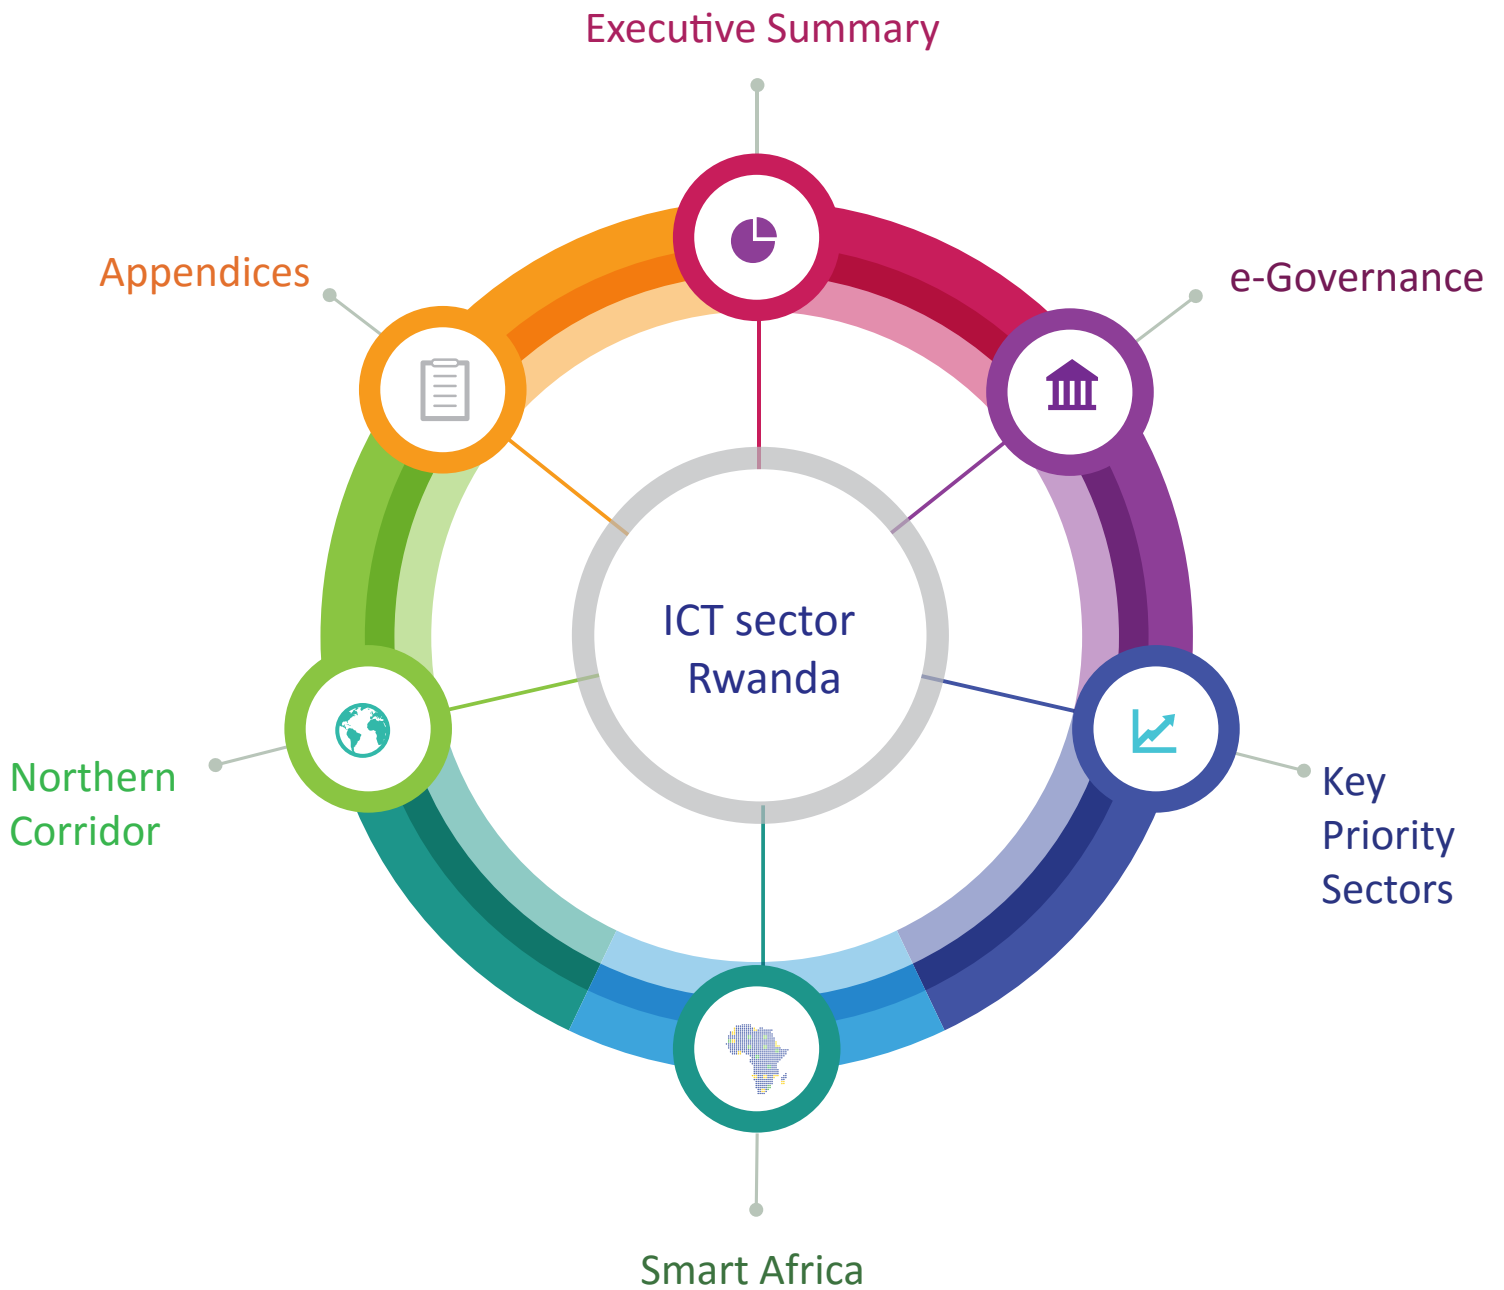 Executive Summary
Appendices
e-Governance
ICT sector
Rwanda
Northern
Corridor
Key
Priority
Sectors
Smart Africa